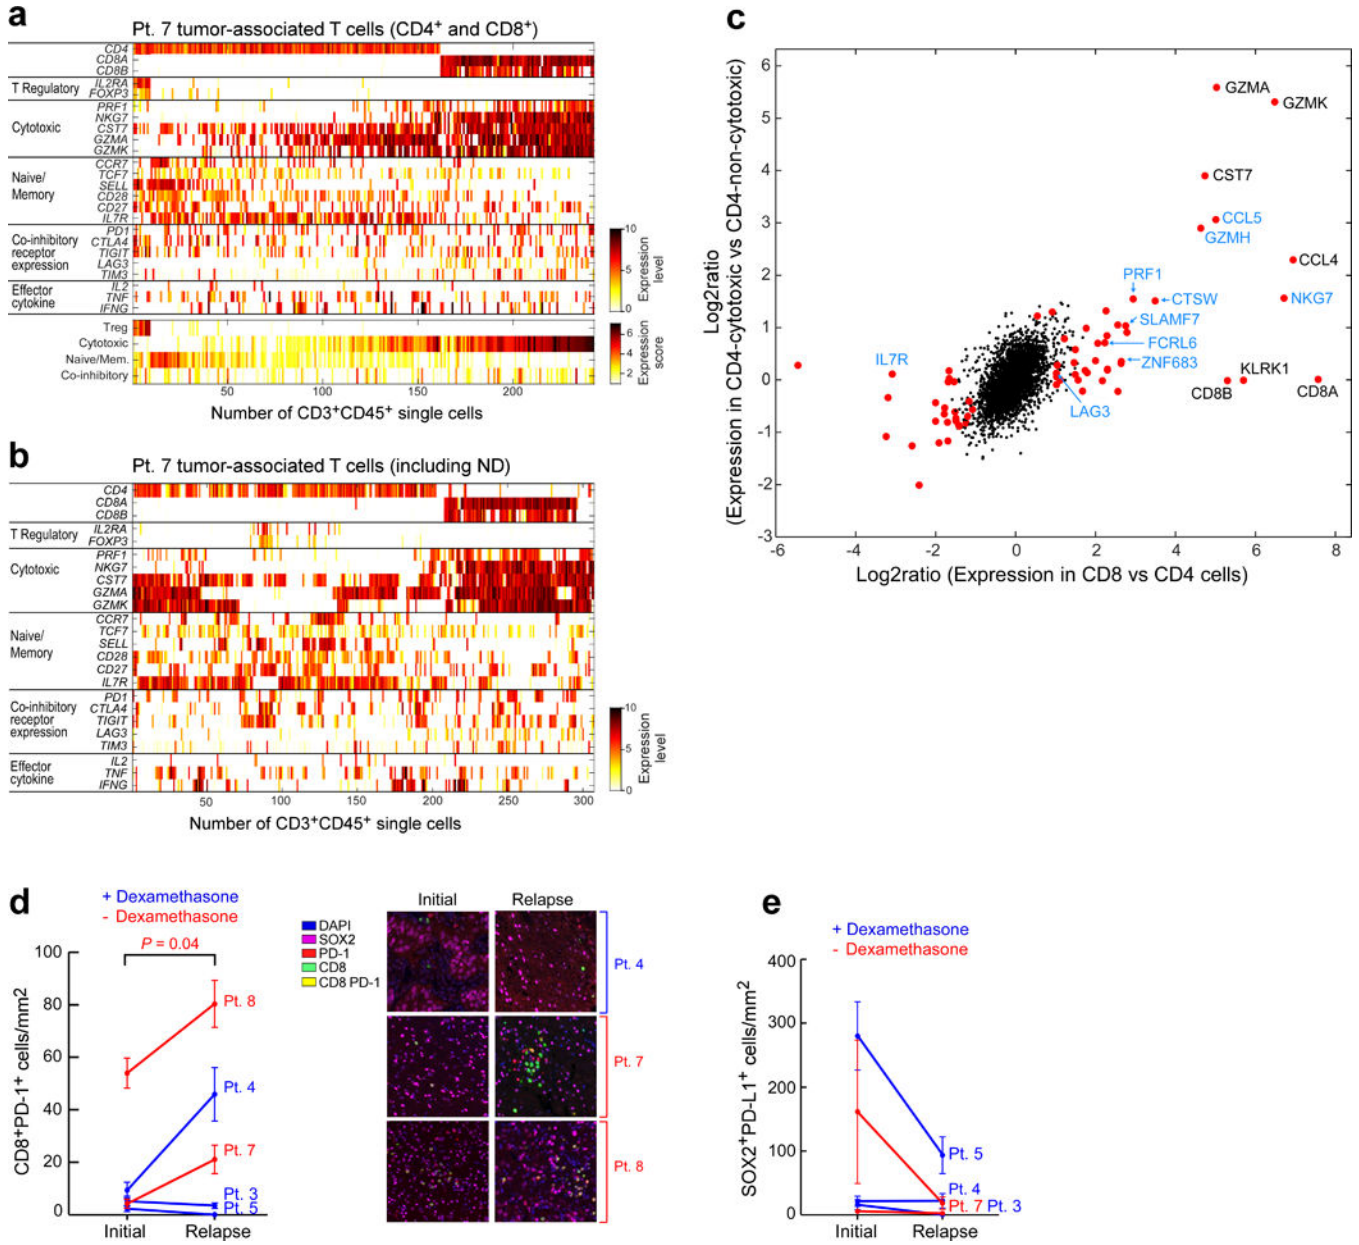 a
Pt. 7 tumor-associated T cells (CD4+ and CD8+)
CD4
CD8A
CD8B
T Regulatory
IL2RA
FOXP3
Cytotoxic
PRF1
NKG7
CST7
GZMA
GZMK
Naive/
Memory
CCR7
TCF7
SELL
CD28
CD27
IL7R
Co-inhibitory
receptor
expression
PD1
CTLA4
TIGIT
LAG3
TIM3
Effector
cytokine
IL2
TNF
IFNG
10
5
0
Expression
level
Treg
Cytotoxic
Naive/Mem.
Co-inhibitory
6
4
2
Expression
score
50 100 150 200
Number of CD3+CD45+ single cells
b
Pt. 7 tumor-associated T cells (including ND)
CD4
CD8A
CD8B
T Regulatory
IL2RA
FOXP3
Cytotoxic
PRF1
NKG7
CST7
GZMA
GZMK
Naive/
Memory
CCR7
TCF7
SELL
CD28
CD27
IL7R
Co-inhibitory
receptor
expression
PD1
CTLA4
TIGIT
LAG3
TIM3
Effector
cytokine
IL2
TNF
IFNG
10
5
0
Expression
level
50 100 150 200 250 300
Number of CD3+CD45+ single cells
c
Log2ratio
(Expression in CD4-cytotoxic vs CD4-non-cytotoxic)
6
5
4
3
2
1
0
-1
-2
-3
GZMA
GZMK
CST7
CCL5
GZMH
CCL4
PRF1
CTSW
NKG7
SLAMF7
FCRL6
ZNF683
IL7R
LAG3
CD8B
KLRK1
CD8A
-6 -4 -2 0 2 4 6 8
Log2ratio (Expression in CD8 vs CD4 cells)
d
+ Dexamethasone
- Dexamethasone
P = 0.04
CD8+PD-1+ cells/mm2
100
80
60
40
20
0
Pt. 8
Pt. 4
Pt. 7
Pt. 3
Pt. 5
Initial Relapse
DAPI
SOX2
PD-1
CD8
CD8 PD-1
Initial Relapse
Pt. 4
Pt. 7
Pt. 8
e
+ Dexamethasone
- Dexamethasone
SOX2+PD-L1+ cells/mm2
400
300
200
100
0
Pt. 5
Pt. 4
Pt. 7 Pt. 3
Initial Relapse